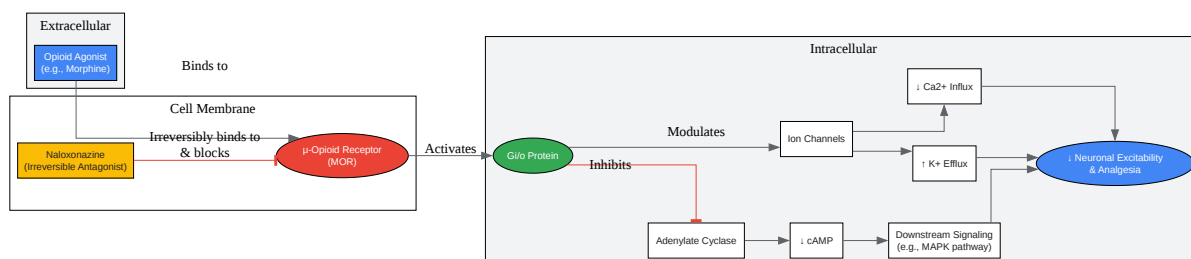 Extracellular
Opioid Agonist
(e.g., Morphine)
Binds to
Cell Membrane
Irreversibly binds to
& blocks
Naloxonazine
(Irreversible Antagonist)
μ-Opioid Receptor
(MOR)
Activates
Intracellular
Gi/o Protein
Modulates
Inhibits
Ion Channels
↓ Ca2+ Influx
↑ K+ Efflux
↓ Neuronal Excitability
& Analgesia
Adenylate Cyclase
↓ cAMP
Downstream Signaling
(e.g., MAPK pathway)